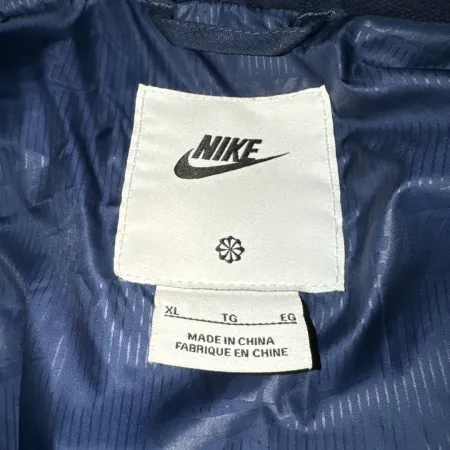 NIKE
XL TG EG
MADE IN CHINA
FABRIQUE EN CHINE